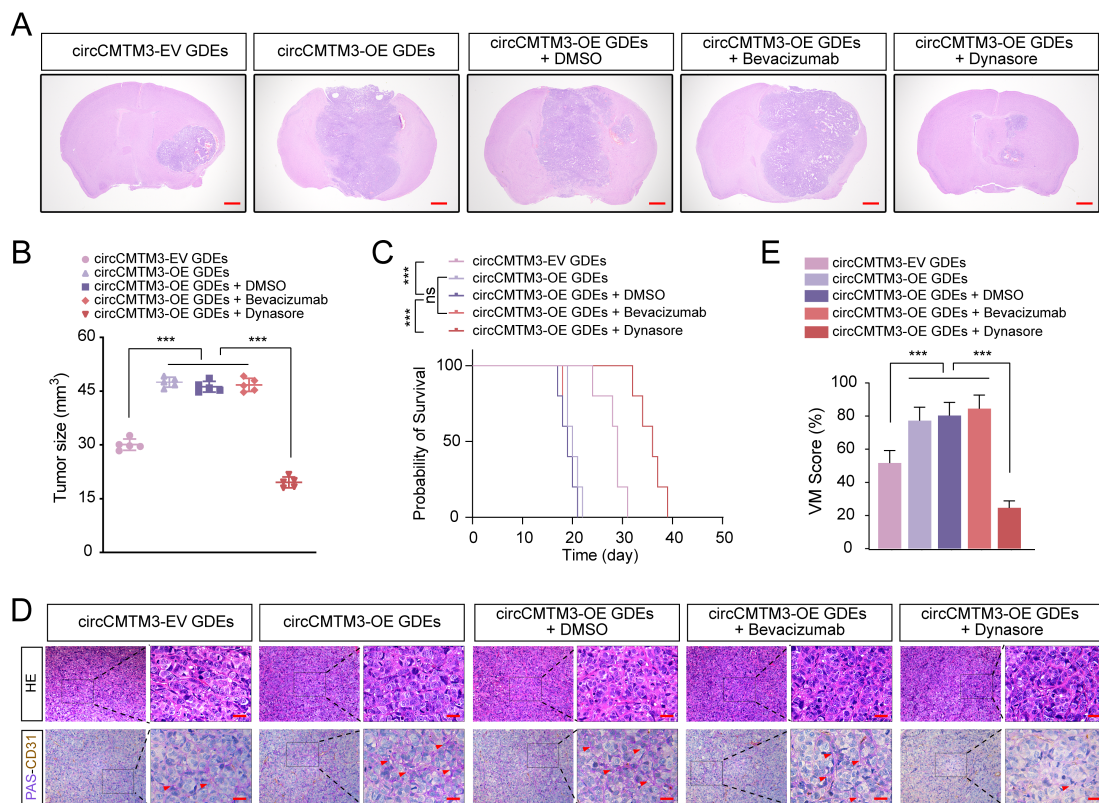 A
circCMTM3-EV GDEs
circCMTM3-OE GDEs
circCMTM3-OE GDEs
+ DMSO
circCMTM3-OE GDEs
+ Bevacizumab
circCMTM3-OE GDEs
+ Dynasore
B
circCMTM3-EV GDEs
circCMTM3-OE GDEs
circCMTM3-OE GDEs + DMSO
circCMTM3-OE GDEs + Bevacizumab
circCMTM3-OE GDEs + Dynasore
Tumor size (mm³)
60
45
30
15
0
***
***
C
circCMTM3-EV GDEs
circCMTM3-OE GDEs
circCMTM3-OE GDEs + DMSO
circCMTM3-OE GDEs + Bevacizumab
circCMTM3-OE GDEs + Dynasore
***
ns
***
Probability of Survival
100
50
0
0
10
20
30
40
50
Time (day)
E
circCMTM3-EV GDEs
circCMTM3-OE GDEs
circCMTM3-OE GDEs + DMSO
circCMTM3-OE GDEs + Bevacizumab
circCMTM3-OE GDEs + Dynasore
***
***
VM Score (%)
100
80
60
40
20
0
D
circCMTM3-EV GDEs
circCMTM3-OE GDEs
circCMTM3-OE GDEs
+ DMSO
circCMTM3-OE GDEs
+ Bevacizumab
circCMTM3-OE GDEs
+ Dynasore
HE
PAS-CD31